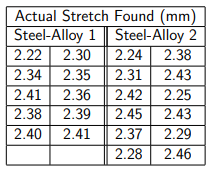 Actual Stretch Found (mm)
Steel-Alloy 1 Steel-Alloy 2
2.22 2.30 2.24 2.38
2.34 2.35 2.31 2.43
2.41 2.36 2.42 2.25
2.38 2.39 2.45 2.43
2.40 2.41 2.37 2.29
2.28 2.46